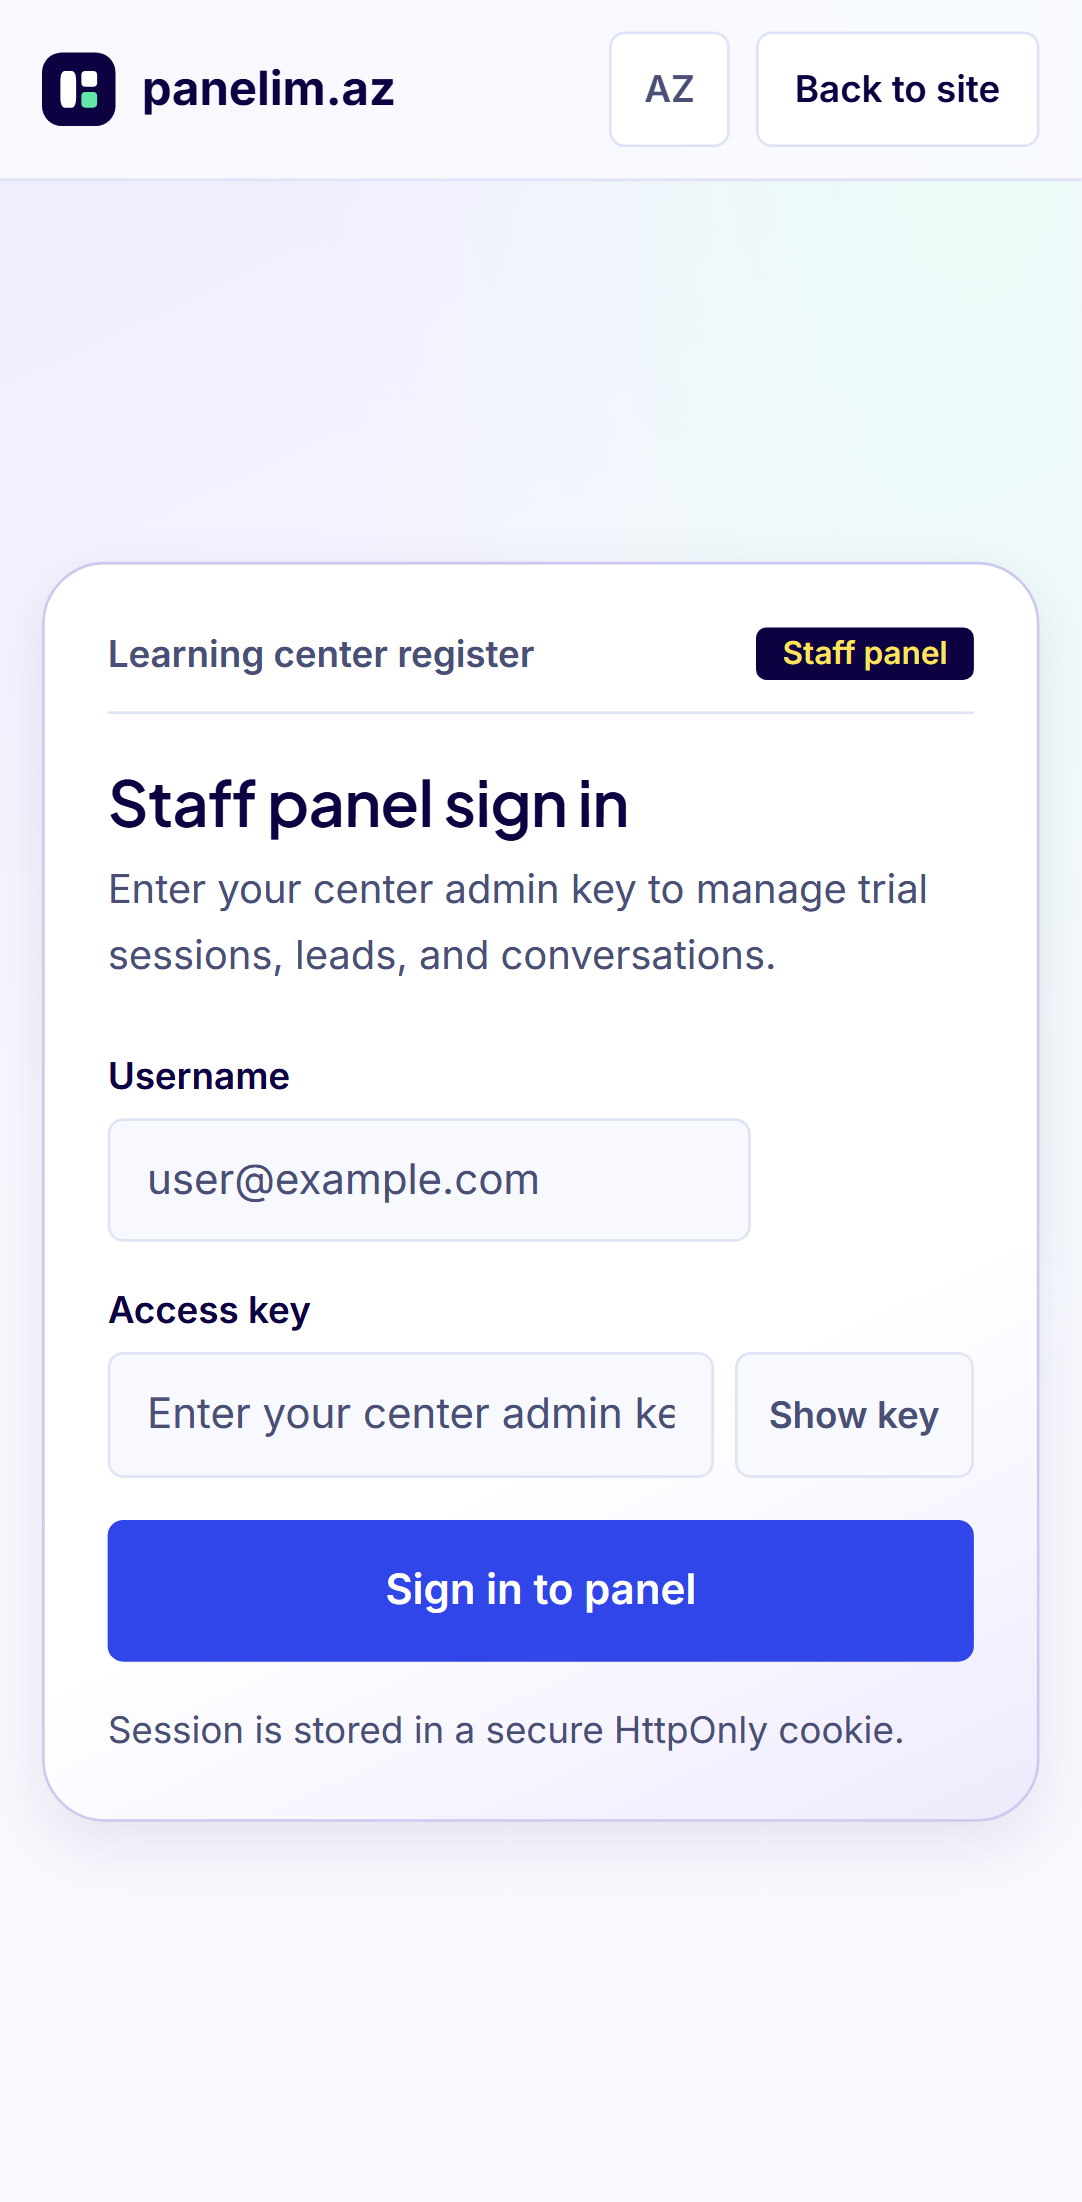 panelim.az
AZ
Back to site
Learning center register
Staff panel
Staff panel sign in
Enter your center admin key to manage trial
sessions, leads, and conversations.
Username
user@example.com
Access key
Enter your center admin ke
Show key
Sign in to panel
Session is stored in a secure HttpOnly cookie.